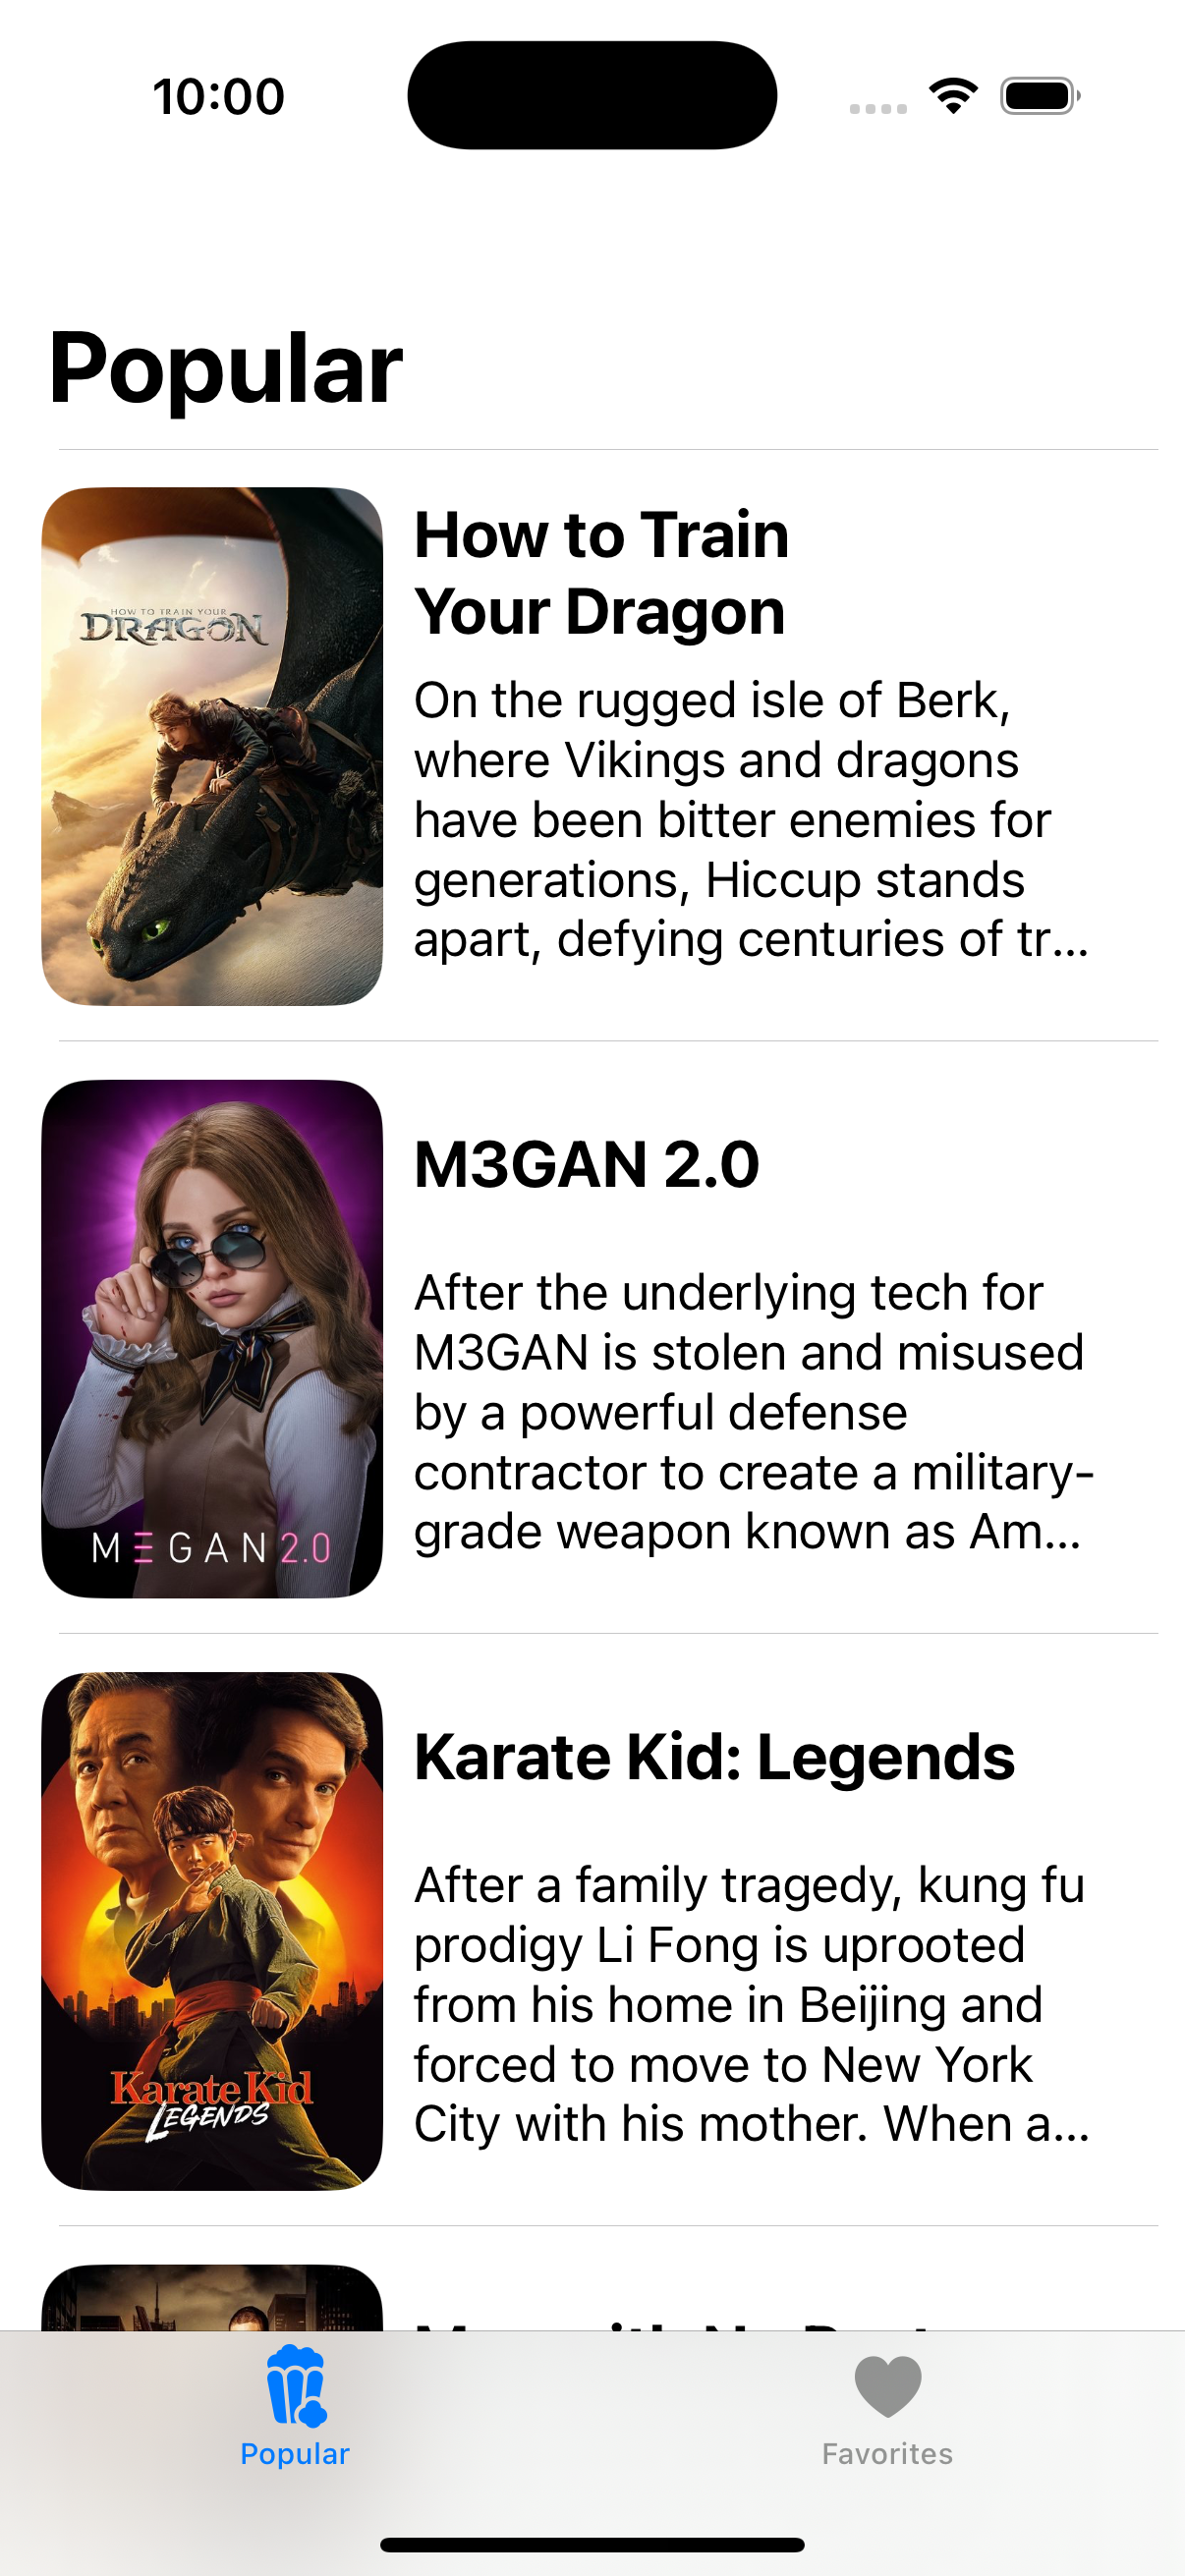 10:00
Popular
HOW TO TRAIN YOUR
DRAGON
How to Train
Your Dragon
On the rugged isle of Berk,
where Vikings and dragons
have been bitter enemies for
generations, Hiccup stands
apart, defying centuries of tr...
M3GAN 2.0
After the underlying tech for
M3GAN is stolen and misused
by a powerful defense
contractor to create a military-
grade weapon known as Am...
MΞGAN 2.0
Karate Kid: Legends
After a family tragedy, kung fu
prodigy Li Fong is uprooted
from his home in Beijing and
forced to move to New York
City with his mother. When a...
Karate Kid
LEGENDS
Popular
Favorites